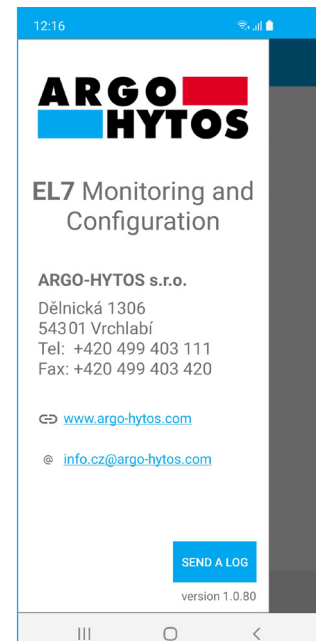 12:16
ARGO
HYTOS
EL7 Monitoring and
Configuration
ARGO-HYTOS s.r.o.
Dělnická 1306
543 01 Vrchlabí
Tel: +420 499 403 111
Fax: +420 499 403 420
www.argo-hytos.com
@ info.cz@argo-hytos.com
SEND A LOG
version 1.0.80